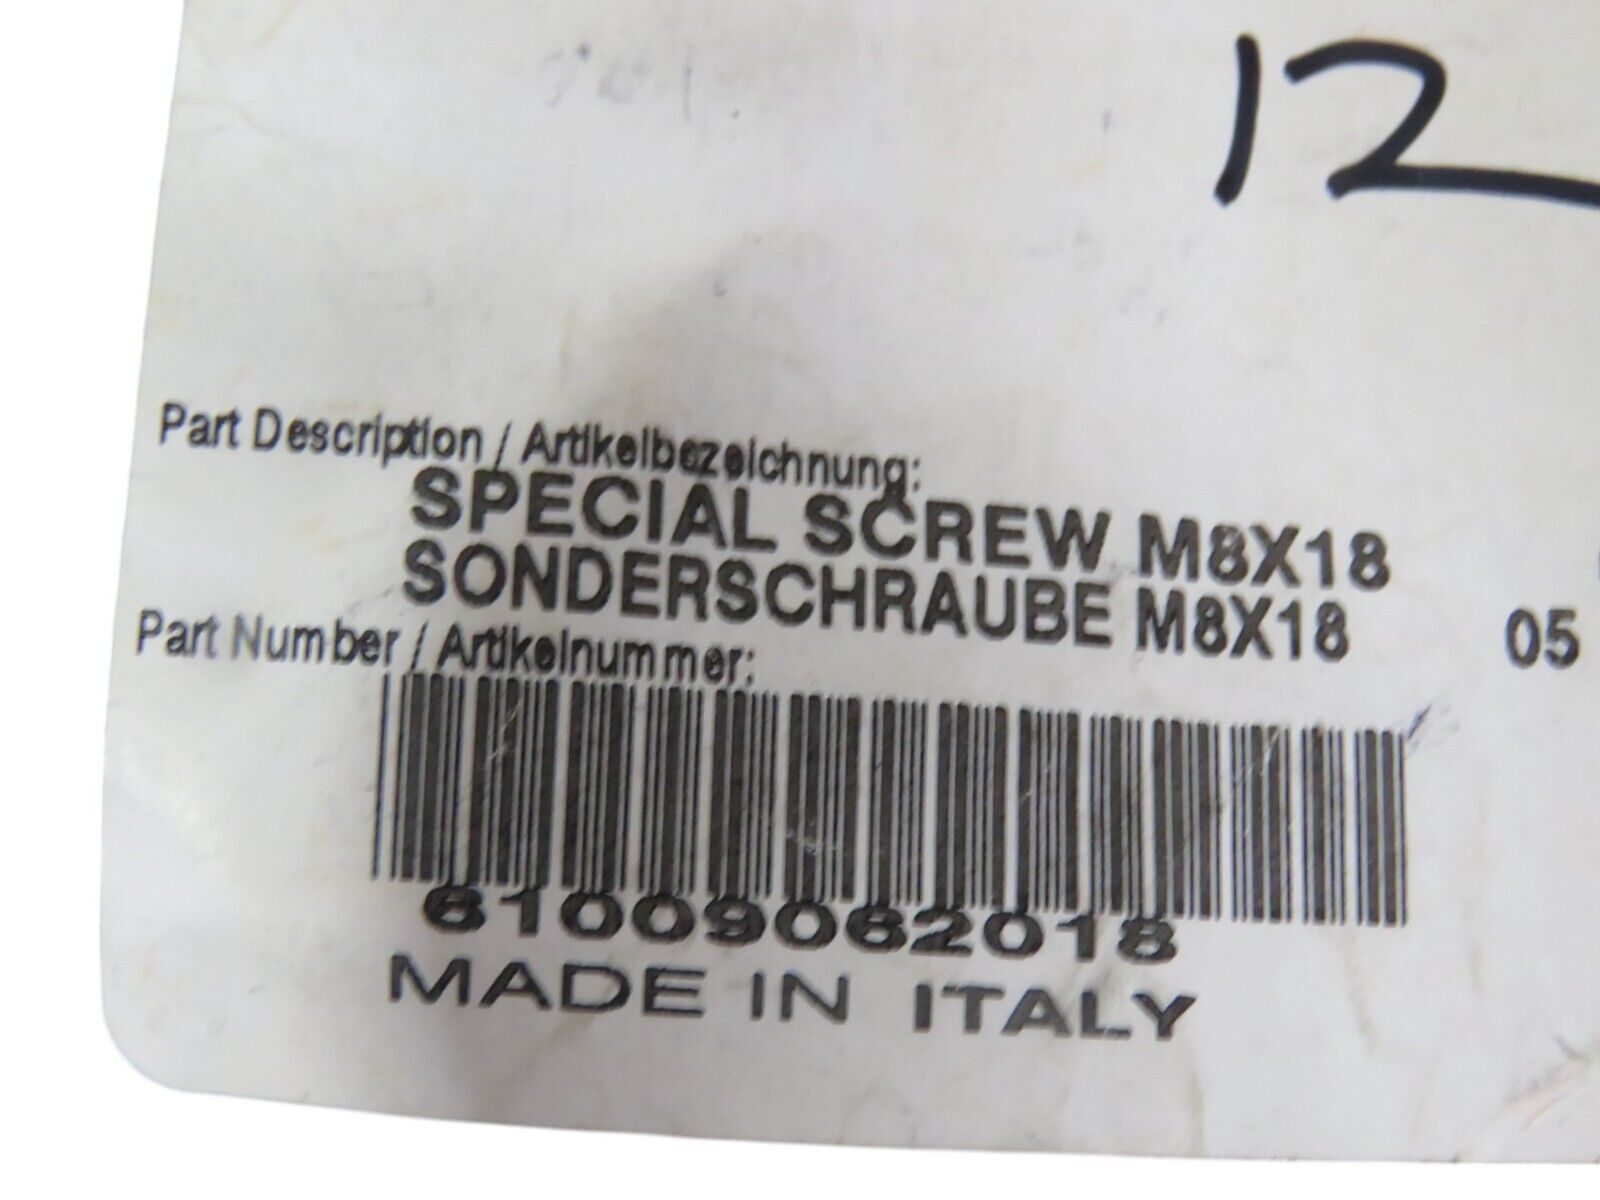 12
Part Description / Artikelbezeichnung:
SPECIAL SCREW M8X18
SONDERSCHRAUBE M8X18 05
Part Number / Artikelnummer:
61009062018
MADE IN ITALY